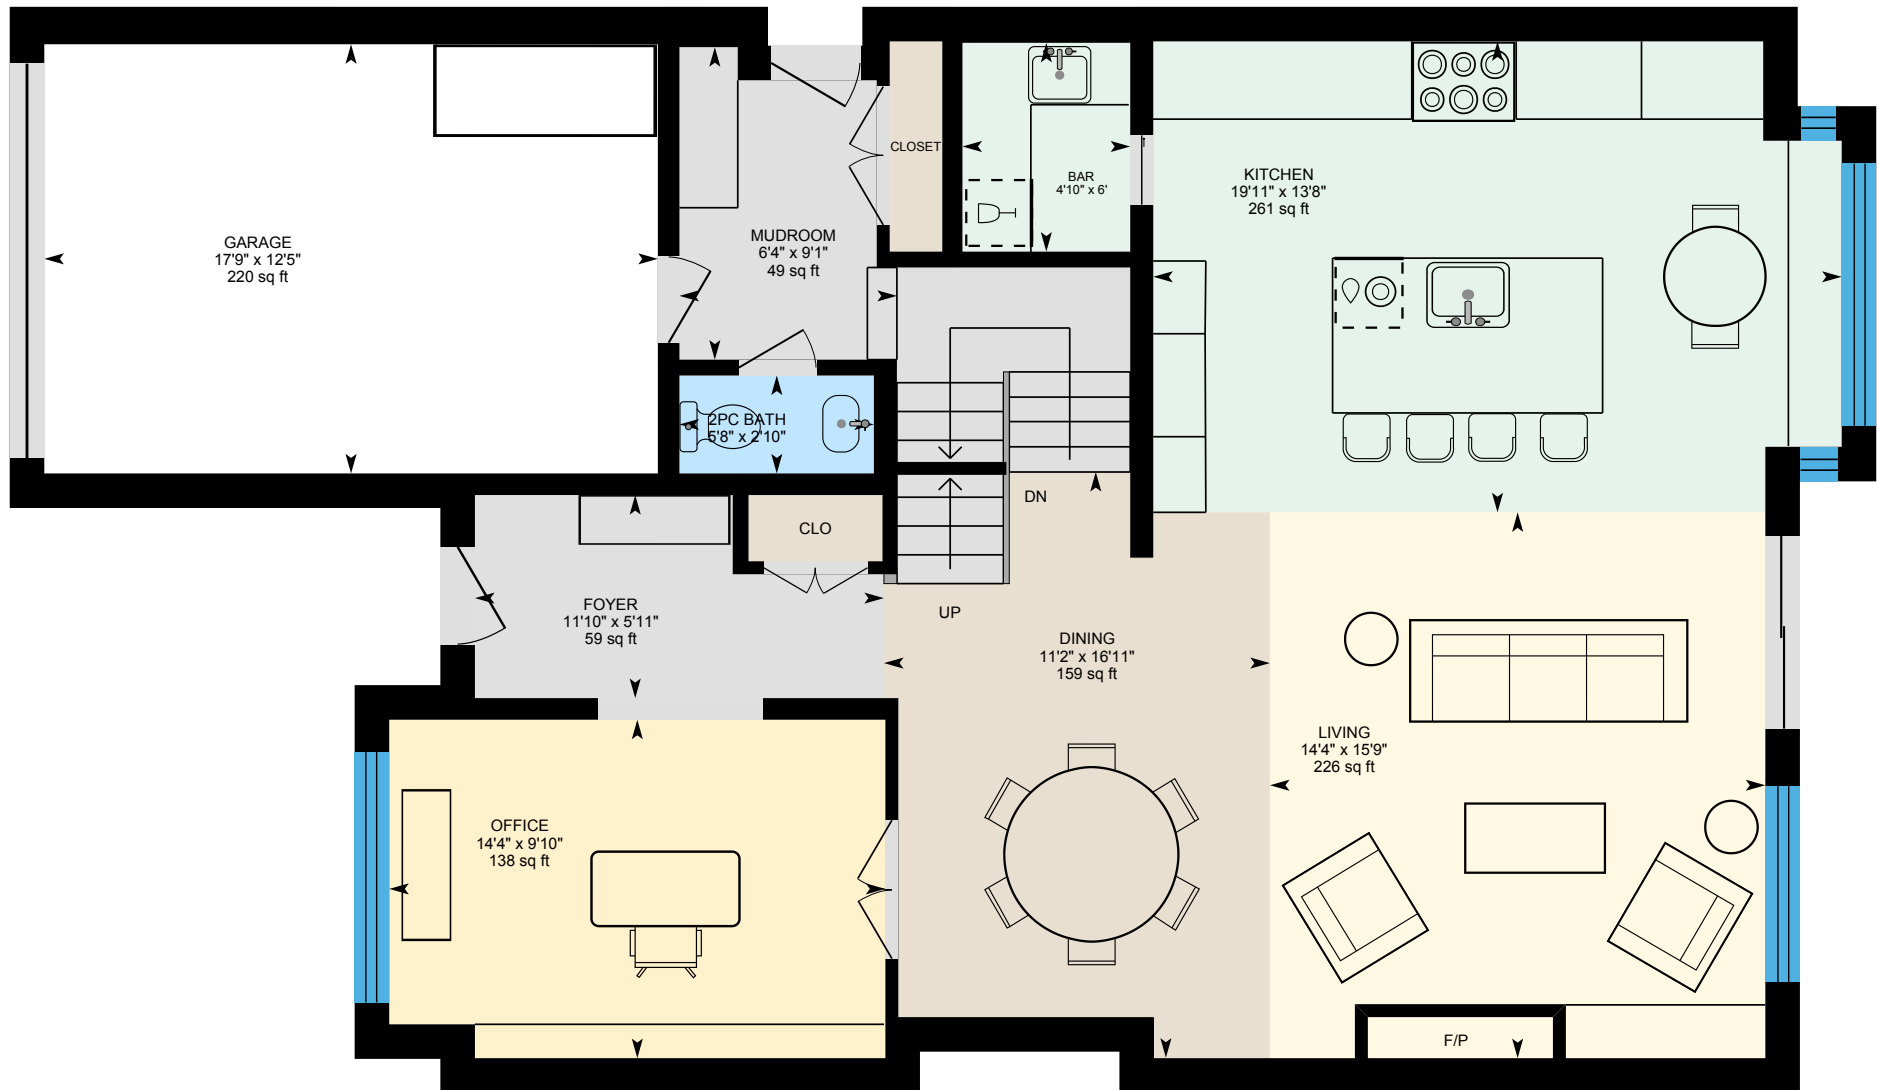 GARAGE
17'9" x 12'5"
220 sq ft
MUDROOM
6'4" x 9'1"
49 sq ft
CLOSET
BAR
4'10" x 6'
KITCHEN
19'11" x 13'8"
261 sq ft
2PC BATH
5'8" x 2'10"
CLO
DN
UP
FOYER
11'10" x 5'11"
59 sq ft
DINING
11'2" x 16'11"
159 sq ft
LIVING
14'4" x 15'9"
226 sq ft
OFFICE
14'4" x 9'10"
138 sq ft
F/P